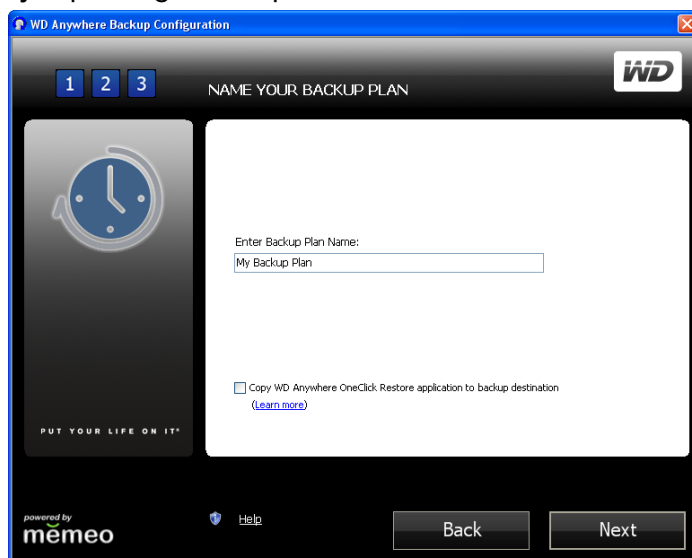 WD Anywhere Backup Configuration
1 2 3
NAME YOUR BACKUP PLAN
WD
Enter Backup Plan Name:
My Backup Plan
Copy WD Anywhere OneClick Restore application to backup destination
(Learn more)
PUT YOUR LIFE ON IT®
powered by
memeo
Help
Back
Next